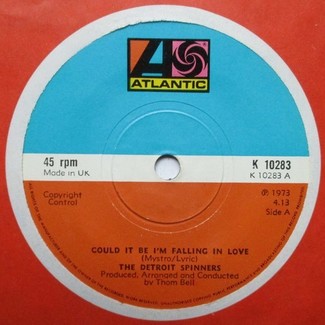 ATLANTIC
45 rpm
Made in UK
K 10283
K 10283 A
Copyright
Control
℗ 1973
4.13
Side A
COULD IT BE I'M FALLING IN LOVE
(Mystro/Lyric)
THE DETROIT SPINNERS
Produced, Arranged and Conducted
by Thom Bell